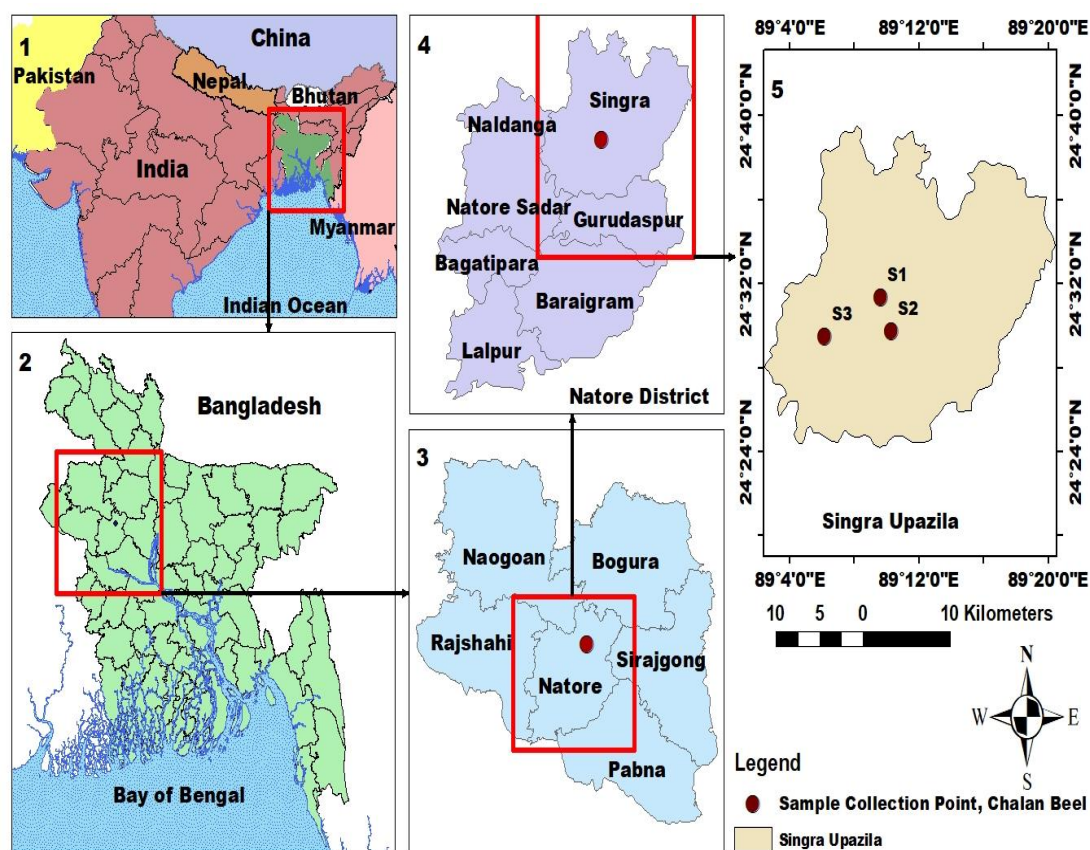 1
China
Pakistan
Nepal
Bhutan
India
Myanmar
Indian Ocean
2
Bangladesh
Bay of Bengal
4
Singra
Naldanga
Natore Sadar
Gurudaspur
Bagatipara
Baraigram
Lalpur
Natore District
3
Naogoan
Bogura
Rajshahi
Sirajgong
Natore
Pabna
89°4'0"E 89°12'0"E 89°20'0"E
5
24°40'0"N 24°40'0"N
S1
24°32'0"N 24°32'0"N
S3 S2
24°24'0"N 24°24'0"N
Singra Upazila
89°4'0"E 89°12'0"E 89°20'0"E
10 5 0 10 Kilometers
N
W E
S
Legend
Sample Collection Point, Chalan Beel
Singra Upazila